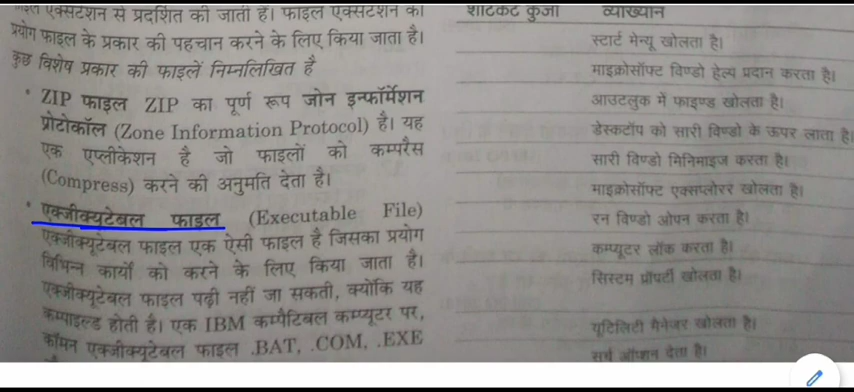 फाइल एक्सटेंशन से प्रदर्शित की जाती है। फाइल एक्सटेंशन का
प्रयोग फाइल के प्रकार की पहचान करने के लिए किया जाता है।
कुछ विशेष प्रकार की फाइलें निम्नलिखित है
• ZIP फाइल ZIP का पूर्ण रूप जोन इन्फॉर्मेशन
प्रोटोकॉल (Zone Information Protocol) है। यह
एक एप्लीकेशन है जो फाइलों को कम्परैस
(Compress) करने की अनुमति देता है।
• एक्जीक्यूटेबल फाइल (Executable File)
एक्जीक्यूटेबल फाइल एक ऐसी फाइल है जिसका प्रयोग
विभिन्न कार्यों को करने के लिए किया जाता है।
एक्जीक्यूटेबल फाइल पढ़ी नहीं जा सकती, क्योंकि यह
कम्पाइल्ड होती है। एक IBM कम्पैटिबल कम्प्यूटर पर,
कॉमन एक्जीक्यूटेबल फाइल .BAT, .COM, .EXE
शॉर्टकट कुंजी व्याख्यान
स्टार्ट मेन्यू खोलता है।
माइक्रोसॉफ्ट विण्डो हेल्प प्रदान करता है।
आउटलुक में फाइण्ड खोलता है।
डेस्कटॉप को सारी विण्डो के ऊपर लाता है।
सारी विण्डो मिनिमाइज करता है।
माइक्रोसॉफ्ट एक्सप्लोरर खोलता है।
रन विण्डो ओपन करता है।
कम्प्यूटर लॉक करता है।
सिस्टम प्रॉपर्टी खोलता है।
यूटिलिटी मैनेजर खोलता है।
सर्च ऑप्शन देता है।